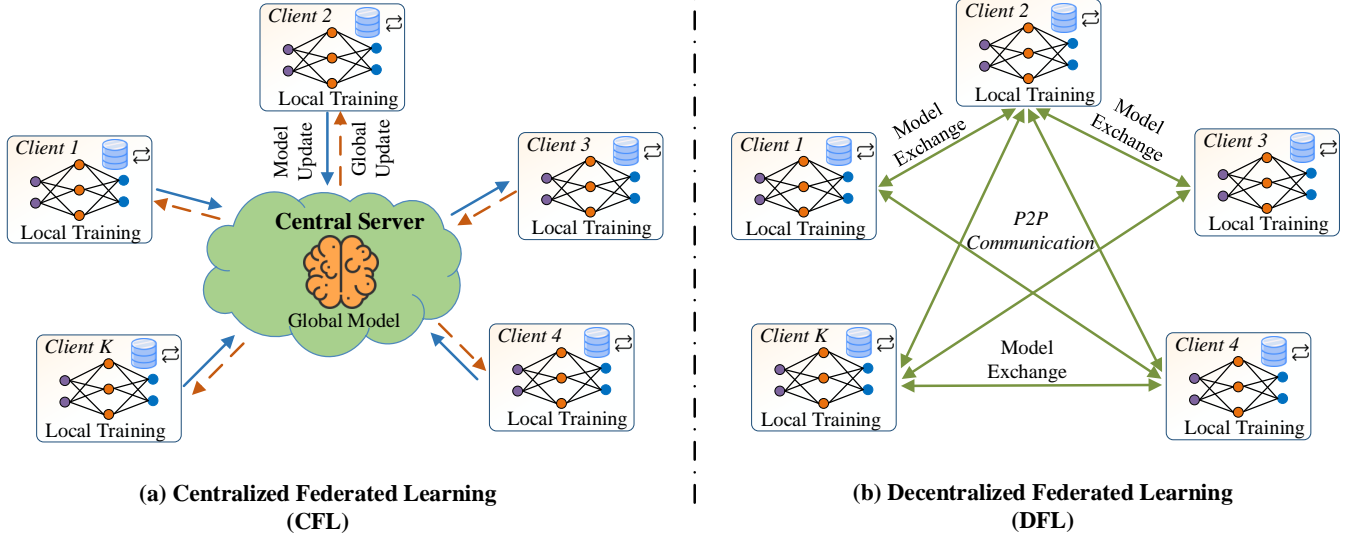 Client 2
Local Training
Model
Update
Global
Update
Client 1
Local Training
Client 3
Local Training
Central Server
Global Model
Client K
Local Training
Client 4
Local Training
(a) Centralized Federated Learning
(CFL)
Client 2
Local Training
Model
Exchange
Model
Exchange
Client 1
Local Training
Client 3
Local Training
P2P
Communication
Client K
Local Training
Model
Exchange
Client 4
Local Training
(b) Decentralized Federated Learning
(DFL)